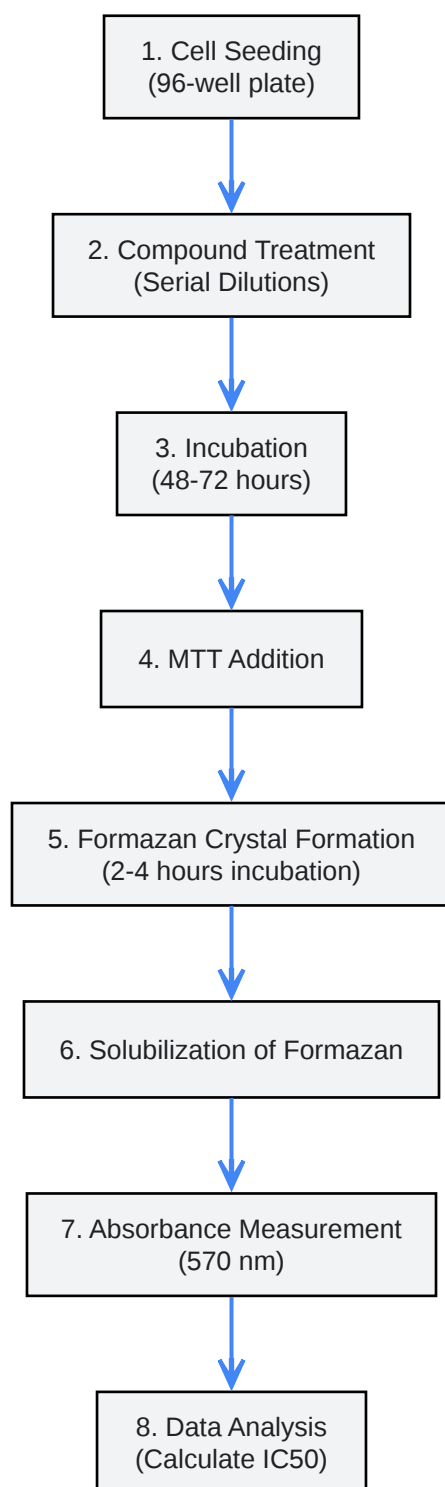 1. Cell Seeding
(96-well plate)
2. Compound Treatment
(Serial Dilutions)
3. Incubation
(48-72 hours)
4. MTT Addition
5. Formazan Crystal Formation
(2-4 hours incubation)
6. Solubilization of Formazan
7. Absorbance Measurement
(570 nm)
8. Data Analysis
(Calculate IC50)